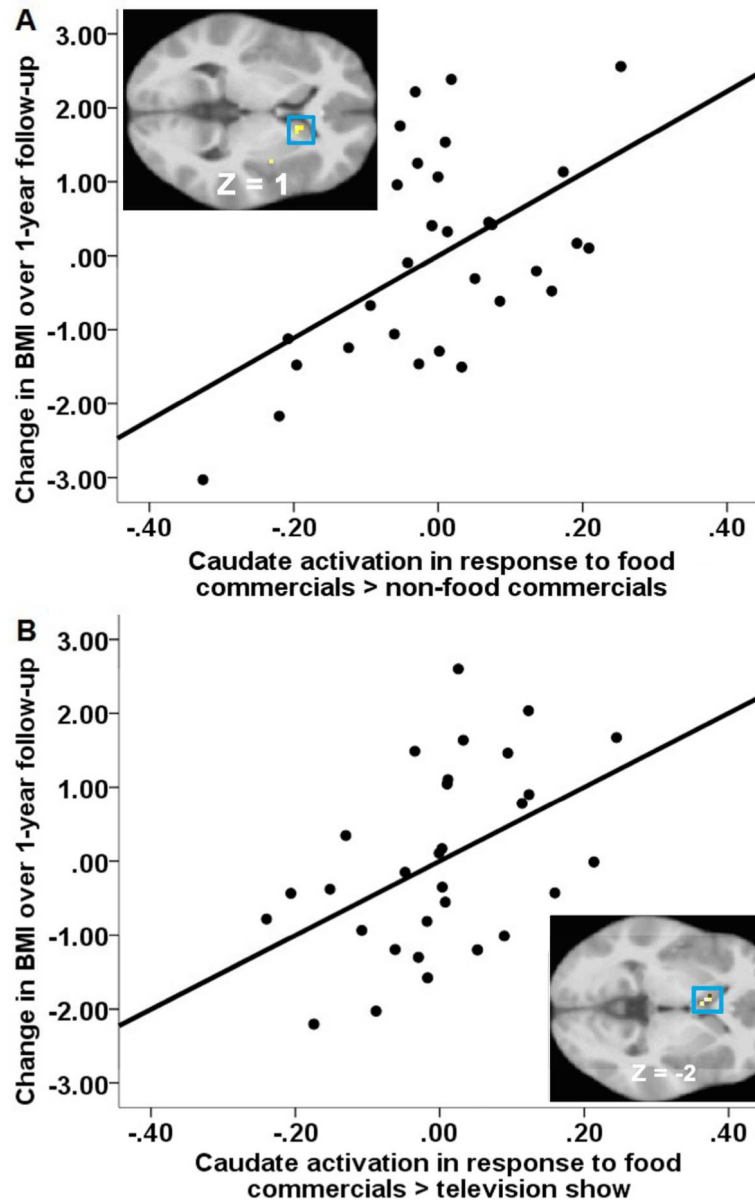 A
Change in BMI over 1-year follow-up
3.00
2.00
1.00
.00
-1.00
-2.00
-3.00
Z = 1
-.40 -.20 .00 .20 .40
Caudate activation in response to food
commercials > non-food commercials
B
Change in BMI over 1-year follow-up
3.00
2.00
1.00
.00
-1.00
-2.00
-3.00
Z = -2
-.40 -.20 .00 .20 .40
Caudate activation in response to food
commercials > television show